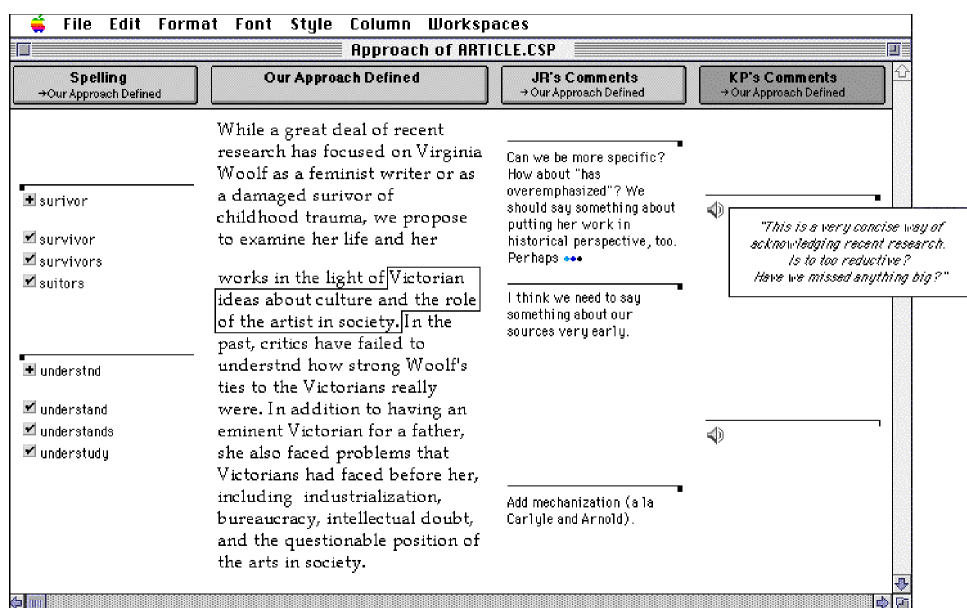 File Edit Format Font Style Column Workspaces
Approach of ARTICLE.CSP
Spelling
→Our Approach Defined
Our Approach Defined
JR's Comments
→Our Approach Defined
KP's Comments
→Our Approach Defined
surivor
survivor
survivors
suitors
understnd
understand
understands
understudy
While a great deal of recent
research has focused on Virginia
Woolf as a feminist writer or as
a damaged surivor of
childhood trauma, we propose
to examine her life and her
works in the light of Victorian
ideas about culture and the role
of the artist in society. In the
past, critics have failed to
understnd how strong Woolf's
ties to the Victorians really
were. In addition to having an
eminent Victorian for a father,
she also faced problems that
Victorians had faced before her,
including industrialization,
bureaucracy, intellectual doubt,
and the questionable position of
the arts in society.
Can we be more specific?
How about "has
overemphasized"? We
should say something about
putting her work in
historical perspective, too.
Perhaps
I think we need to say
something about our
sources very early.
Add mechanization (a la
Carlyle and Arnold).
"This is a very concise way of
acknowledging recent research.
Is to too reductive?
Have we missed anything big?"